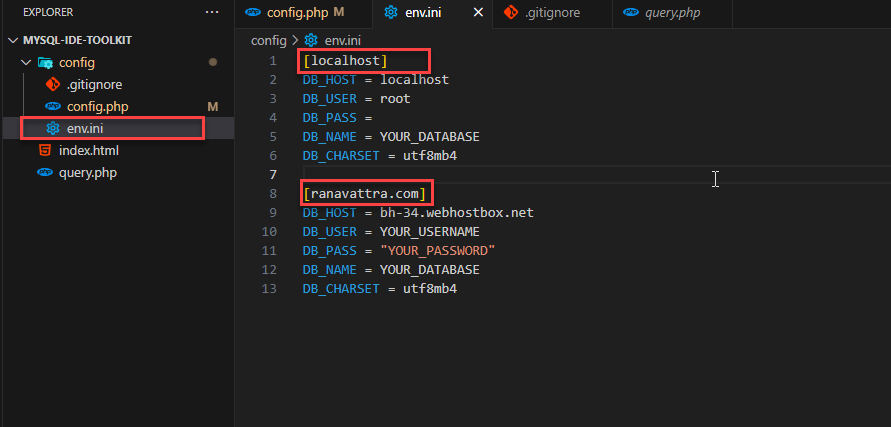 EXPLORER
MYSQL-IDE-TOOLKIT
config
.gitignore
config.php M
env.ini
index.html
query.php
config.php M env.ini .gitignore query.php
config > env.ini
1 [localhost]
2 DB_HOST = localhost
3 DB_USER = root
4 DB_PASS =
5 DB_NAME = YOUR_DATABASE
6 DB_CHARSET = utf8mb4
7
8 [ranavattra.com]
9 DB_HOST = bh-34.webhostbox.net
10 DB_USER = YOUR_USERNAME
11 DB_PASS = "YOUR_PASSWORD"
12 DB_NAME = YOUR_DATABASE
13 DB_CHARSET = utf8mb4